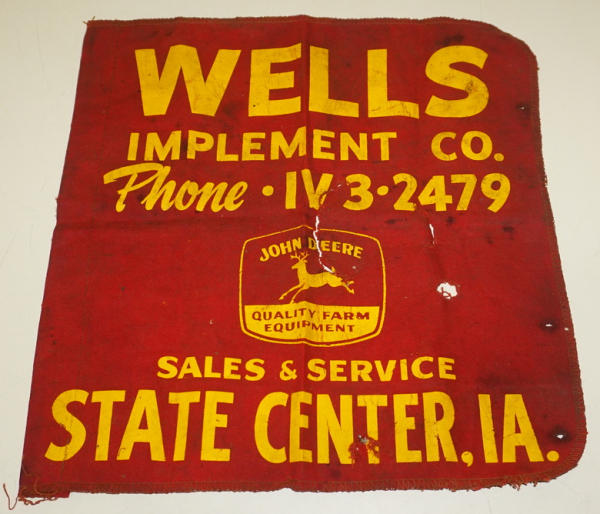 WELLS
IMPLEMENT CO.
Phone • IV 3•2479
JOHN DEERE
QUALITY FARM
EQUIPMENT
SALES & SERVICE
STATE CENTER, IA.